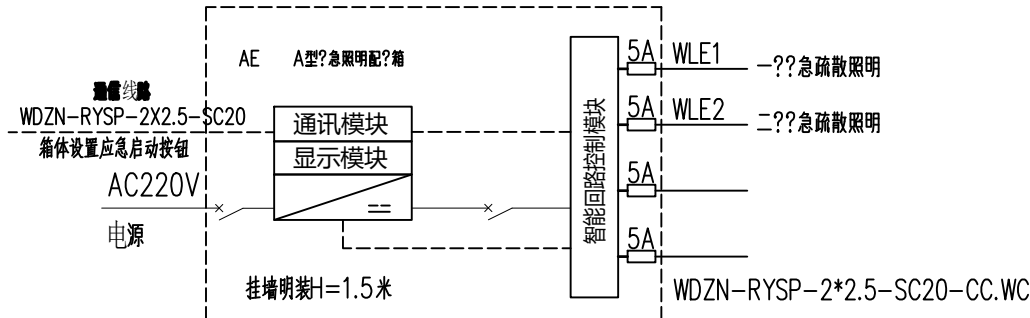 AE A型?急照明配?箱
通信线路
WDZN-RYSP-2X2.5-SC20
箱体设置应急启动按钮
AC220V
电源
通讯模块
显示模块
智能回路控制模块
5A WLE1 一??急疏散照明
5A WLE2 二??急疏散照明
5A
5A
挂墙明装H=1.5米
WDZN-RYSP-2*2.5-SC20-CC.WC